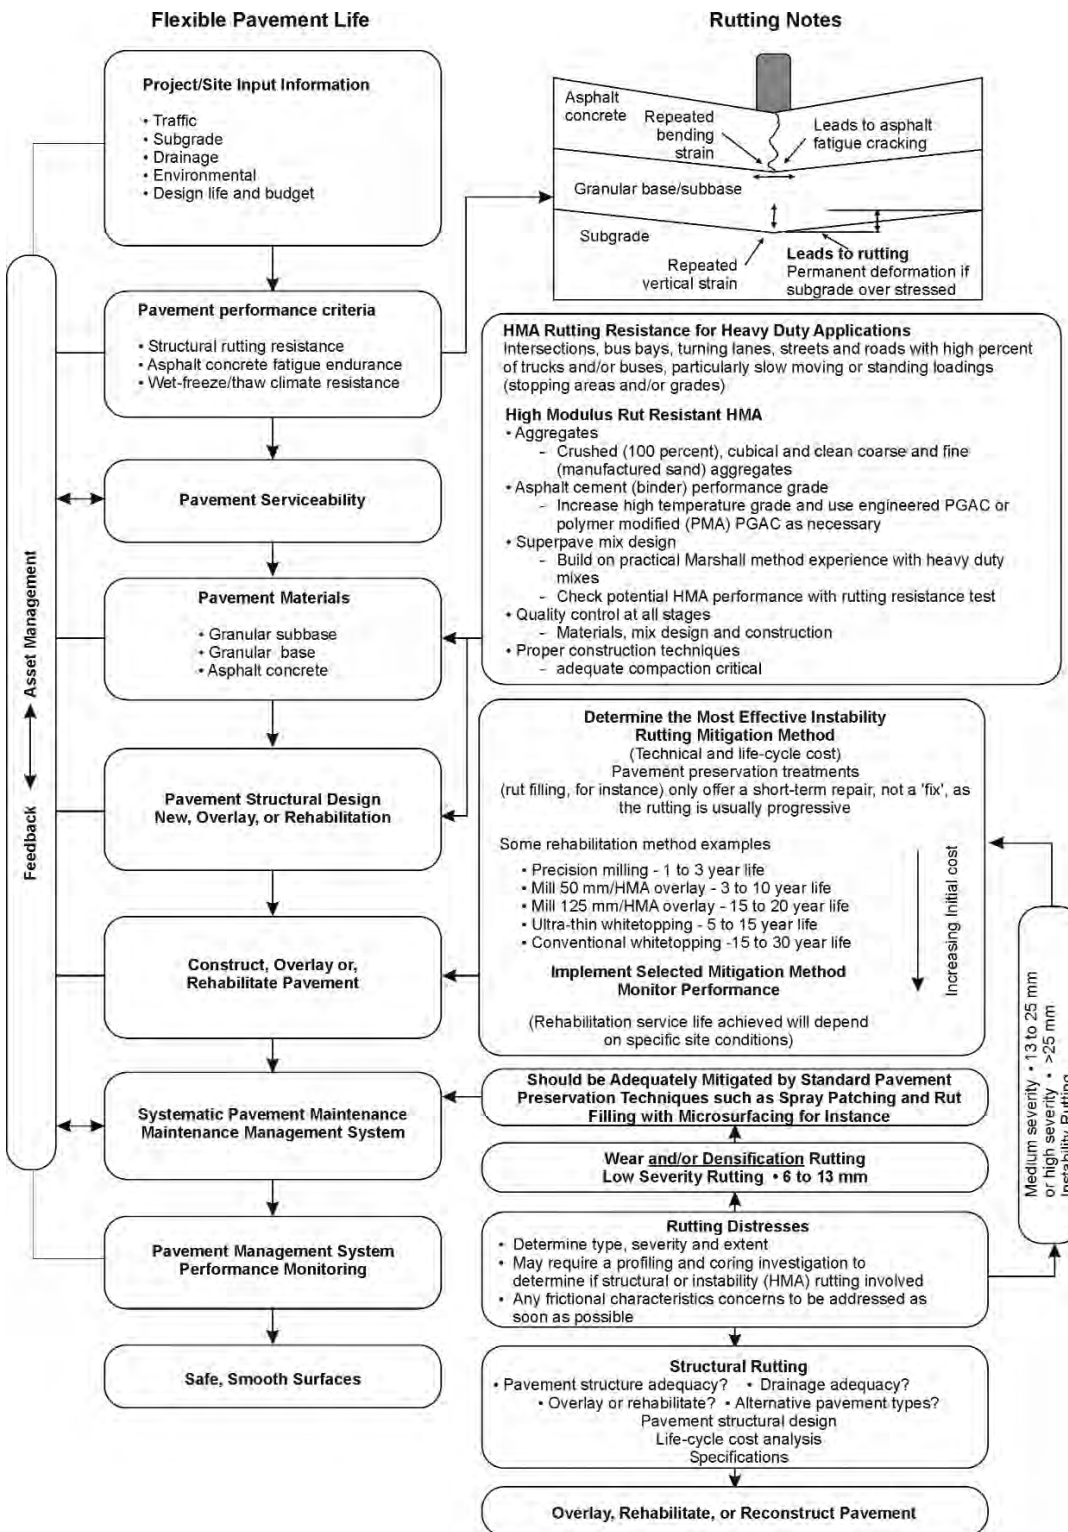 Flexible Pavement Life
Project/Site Input Information
• Traffic
• Subgrade
• Drainage
• Environmental
• Design life and budget
Pavement performance criteria
• Structural rutting resistance
• Asphalt concrete fatigue endurance
• Wet-freeze/thaw climate resistance
Pavement Serviceability
Pavement Materials
• Granular subbase
• Granular base
• Asphalt concrete
Pavement Structural Design
New, Overlay, or Rehabilitation
Construct, Overlay or,
Rehabilitate Pavement
Systematic Pavement Maintenance
Maintenance Management System
Pavement Management System
Performance Monitoring
Safe, Smooth Surfaces
Feedback
Asset Management
Rutting Notes
Asphalt
concrete
Repeated
bending
strain
Leads to asphalt
fatigue cracking
Granular base/subbase
Subgrade
Repeated
vertical strain
Leads to rutting
Permanent deformation if
subgrade over stressed
HMA Rutting Resistance for Heavy Duty Applications
Intersections, bus bays, turning lanes, streets and roads with high percent
of trucks and/or buses, particularly slow moving or standing loadings
(stopping areas and/or grades)
High Modulus Rut Resistant HMA
• Aggregates
- Crushed (100 percent), cubical and clean coarse and fine
(manufactured sand) aggregates
• Asphalt cement (binder) performance grade
- Increase high temperature grade and use engineered PGAC or
polymer modified (PMA) PGAC as necessary
• Superpave mix design
- Build on practical Marshall method experience with heavy duty
mixes
- Check potential HMA performance with rutting resistance test
• Quality control at all stages
- Materials, mix design and construction
• Proper construction techniques
- adequate compaction critical
Determine the Most Effective Instability
Rutting Mitigation Method
(Technical and life-cycle cost)
Pavement preservation treatments
(rut filling, for instance) only offer a short-term repair, not a 'fix', as
the rutting is usually progressive
Some rehabilitation method examples
• Precision milling - 1 to 3 year life
• Mill 50 mm/HMA overlay - 3 to 10 year life
• Mill 125 mm/HMA overlay - 15 to 20 year life
• Ultra-thin whitetopping - 5 to 15 year life
• Conventional whitetopping -15 to 30 year life
Increasing Initial cost
Implement Selected Mitigation Method
Monitor Performance
(Rehabilitation service life achieved will depend
on specific site conditions)
Medium severity • 13 to 25 mm
or high severity • >25 mm
Instability Rutting
Should be Adequately Mitigated by Standard Pavement
Preservation Techniques such as Spray Patching and Rut
Filling with Microsurfacing for Instance
Wear and/or Densification Rutting
Low Severity Rutting • 6 to 13 mm
Rutting Distresses
• Determine type, severity and extent
• May require a profiling and coring investigation to
determine if structural or instability (HMA) rutting involved
• Any frictional characteristics concerns to be addressed as
soon as possible
Structural Rutting
• Pavement structure adequacy? • Drainage adequacy?
• Overlay or rehabilitate? • Alternative pavement types?
Pavement structural design
Life-cycle cost analysis
Specifications
Overlay, Rehabilitate, or Reconstruct Pavement